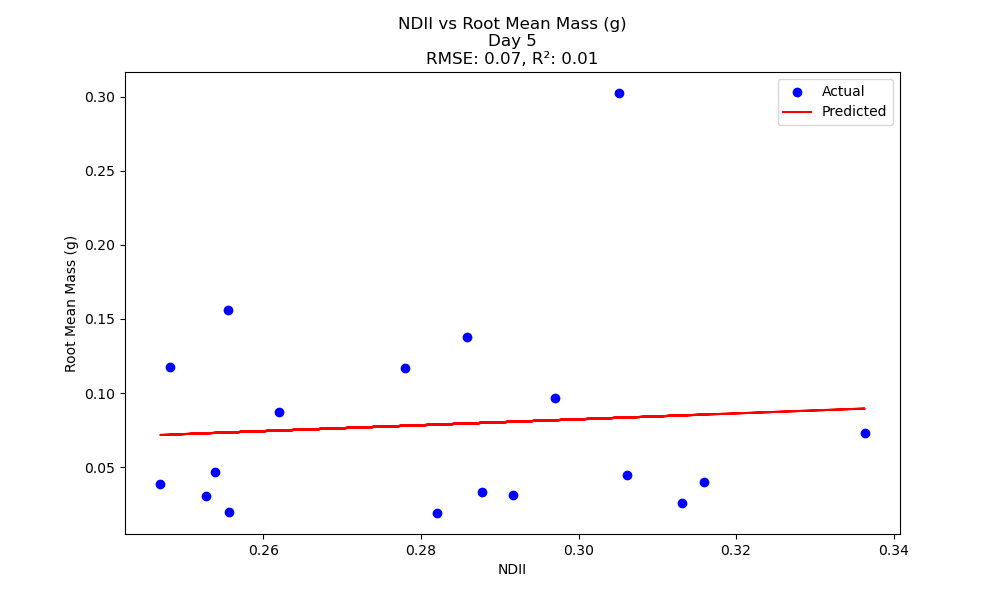 NDII vs Root Mean Mass (g)
Day 5
RMSE: 0.07, R²: 0.01
Actual
Predicted
Root Mean Mass (g)
0.30
0.25
0.20
0.15
0.10
0.05
0.26
0.28
0.30
0.32
0.34
NDII